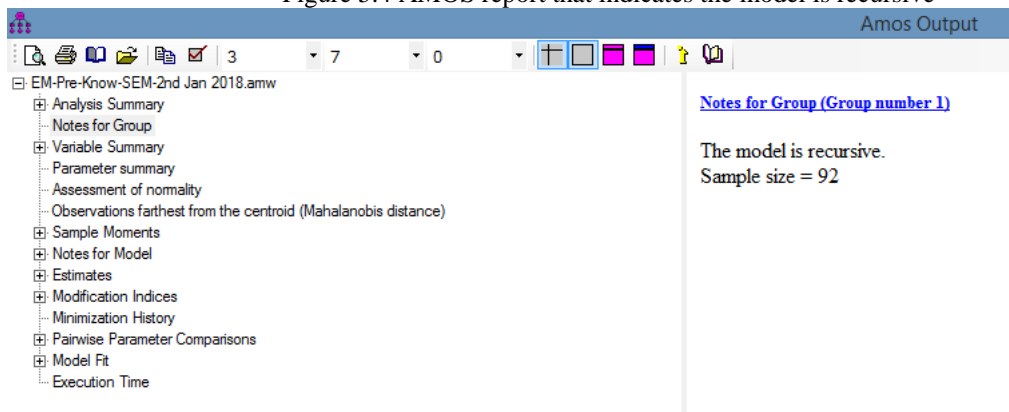 Amos Output
3 7 0
EM-Pre-Know-SEM-2nd Jan 2018.amw
Analysis Summary
Notes for Group
Variable Summary
Parameter summary
Assessment of normality
Observations farthest from the centroid (Mahalanobis distance)
Sample Moments
Notes for Model
Estimates
Modification Indices
Minimization History
Pairwise Parameter Comparisons
Model Fit
Execution Time
Notes for Group (Group number 1)
The model is recursive.
Sample size = 92